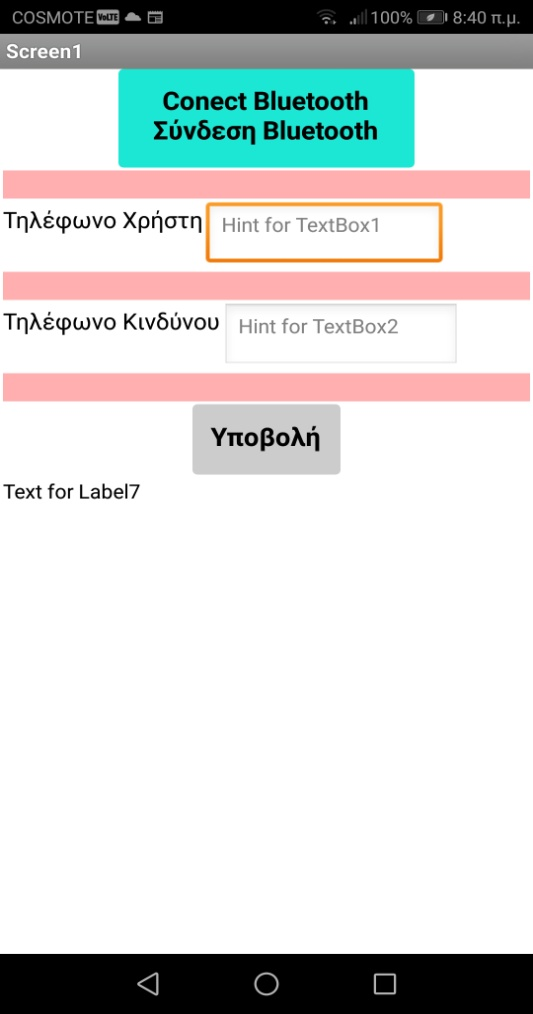 COSMOTE VoLTE 100% 8:40 π.μ.
Screen1
Conect Bluetooth
Σύνδεση Bluetooth
Τηλέφωνο Χρήστη Hint for TextBox1
Τηλέφωνο Κινδύνου Hint for TextBox2
Υποβολή
Text for Label7